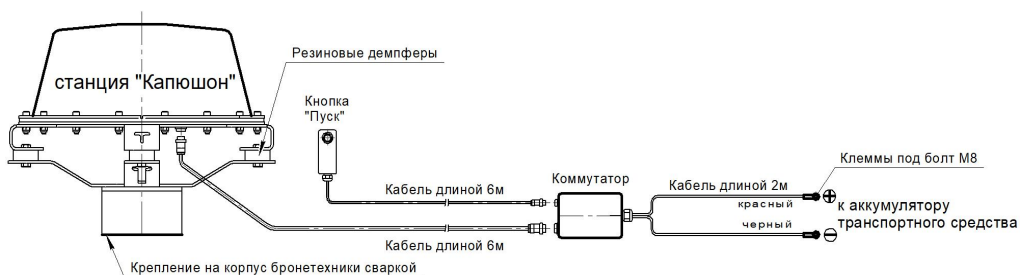 Резиновые демпферы
станция "Капюшон"
Кнопка
"Пуск"
Клеммы под болт М8
Коммутатор
Кабель длиной 6м
Кабель длиной 2м
красный
к аккумулятору
транспортного средства
черный
Кабель длиной 6м
Крепление на корпус бронетехники сваркой